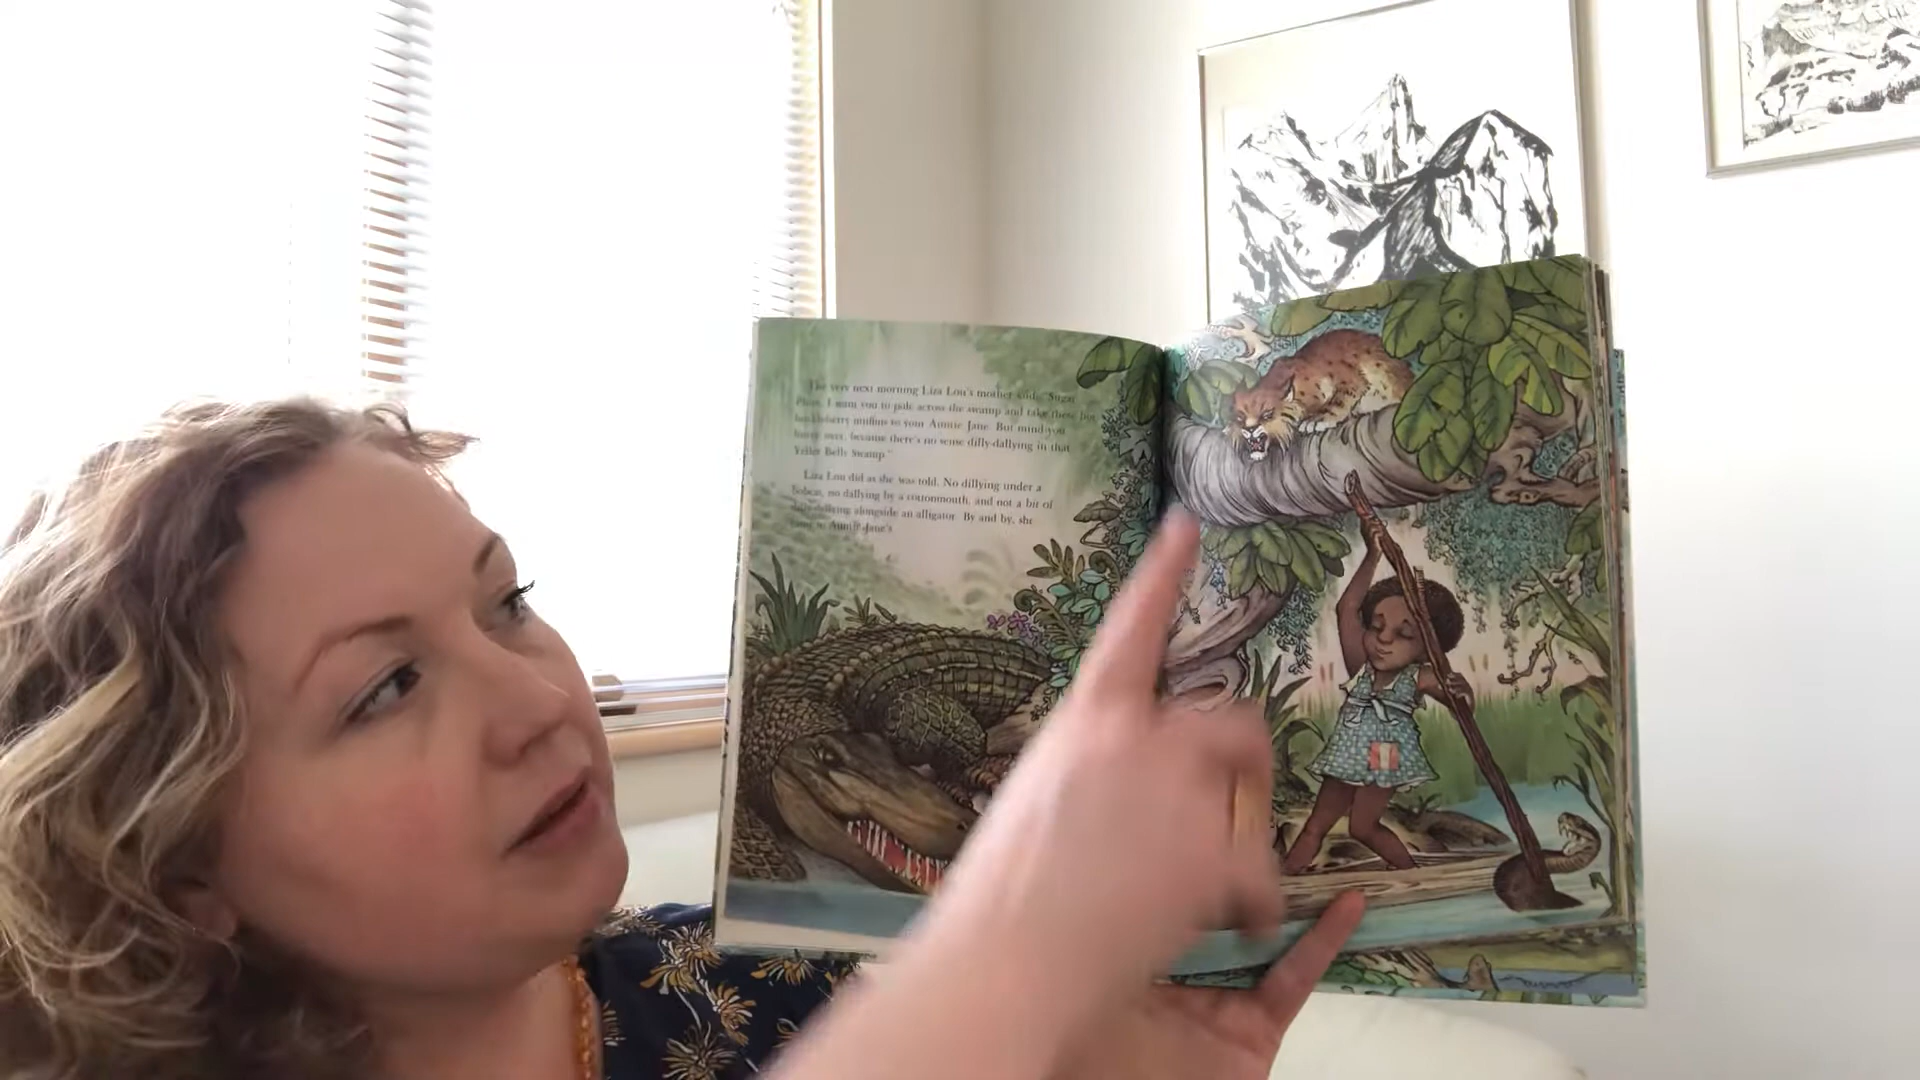 The very next morning Liza Lou's mother said, "Sugar
Plum, I want you to pole across the swamp and take these hot
huckleberry muffins to your Auntie Jane. But mind you
hurry now, because there's no sense dilly-dallying in that
Yeller Belly Swamp."
Liza Lou did as she was told. No dillying under a
bobcat, no dallying by a cottonmouth, and not a bit of
dilly-dallying alongside an alligator. By and by, she
came to Auntie Jane's